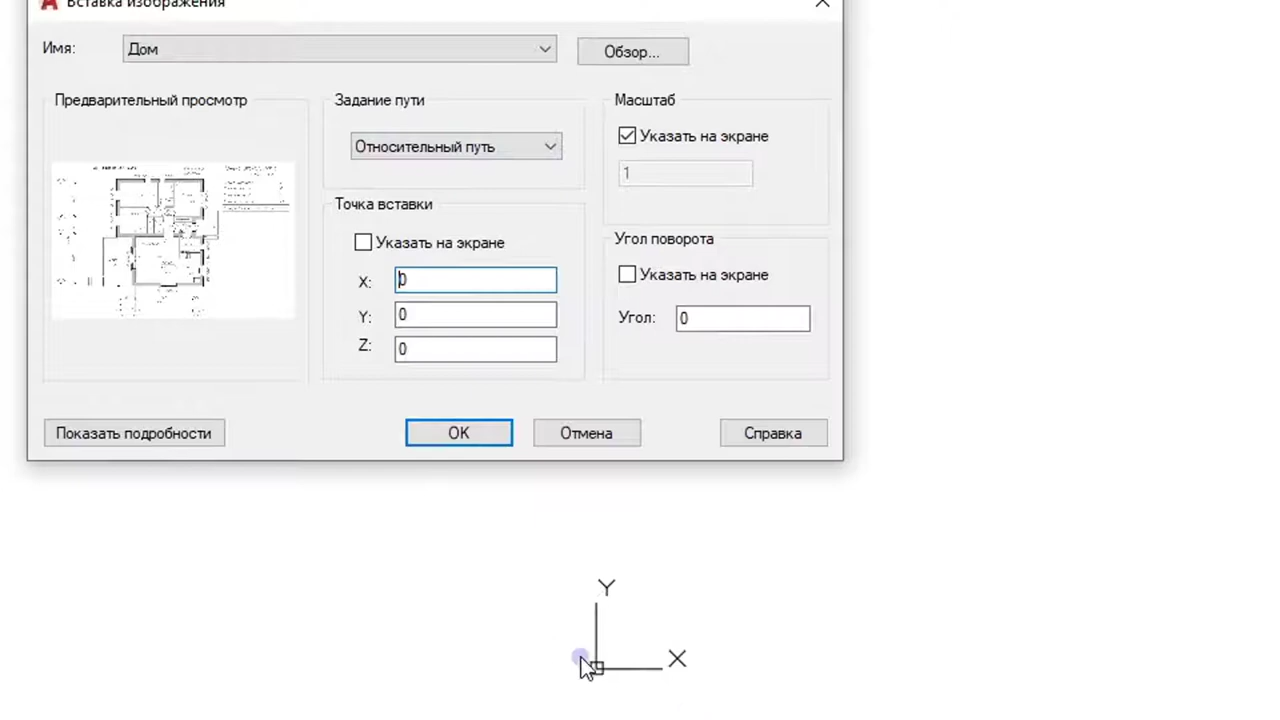 Вставка изображения
Имя: Дом Обзор...
Предварительный просмотр
Задание пути
Относительный путь
Масштаб
Указать на экране
1
Точка вставки
Указать на экране
X: 0
Y: 0
Z: 0
Угол поворота
Указать на экране
Угол: 0
Показать подробности OK Отмена Справка
Y
X